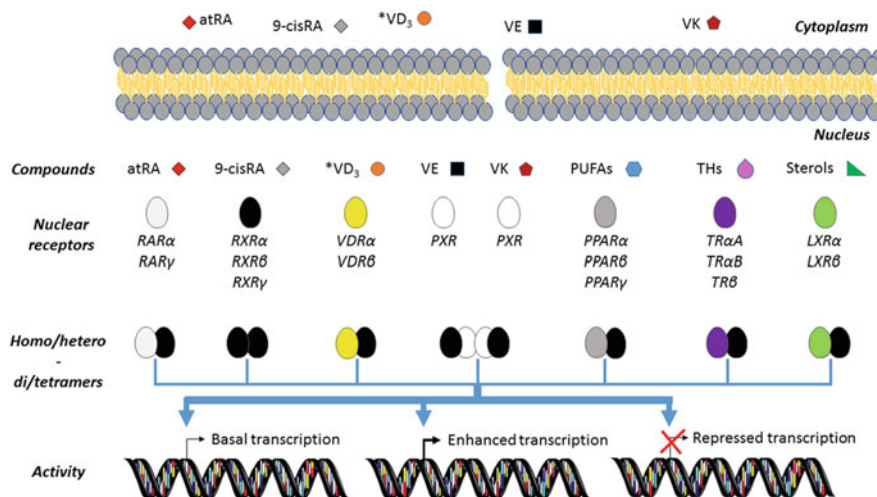 atRA
9-cisRA
*VD3
VE
VK
Cytoplasm
Nucleus
Compounds atRA 9-cisRA *VD3 VE VK PUFAs THs Sterols
Nuclear receptors
RARα RXRα VDRα PXR PXR PPARα TRαA LXRα
RARγ RXRβ VDRβ PPARβ TRαB LXRβ
RXRγ PPARγ TRβ
Homo/hetero
-
di/tetramers
Activity
Basal transcription
Enhanced transcription
Repressed transcription